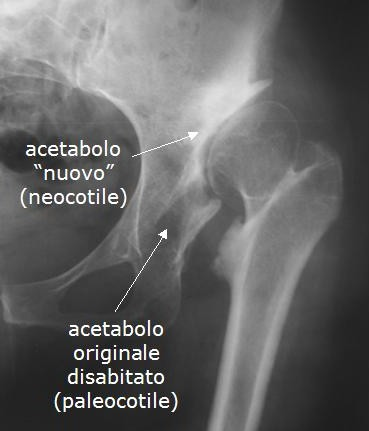 acetabolo
“nuovo”
(neocotile)
acetabolo
originale
disabitato
(paleocotile)